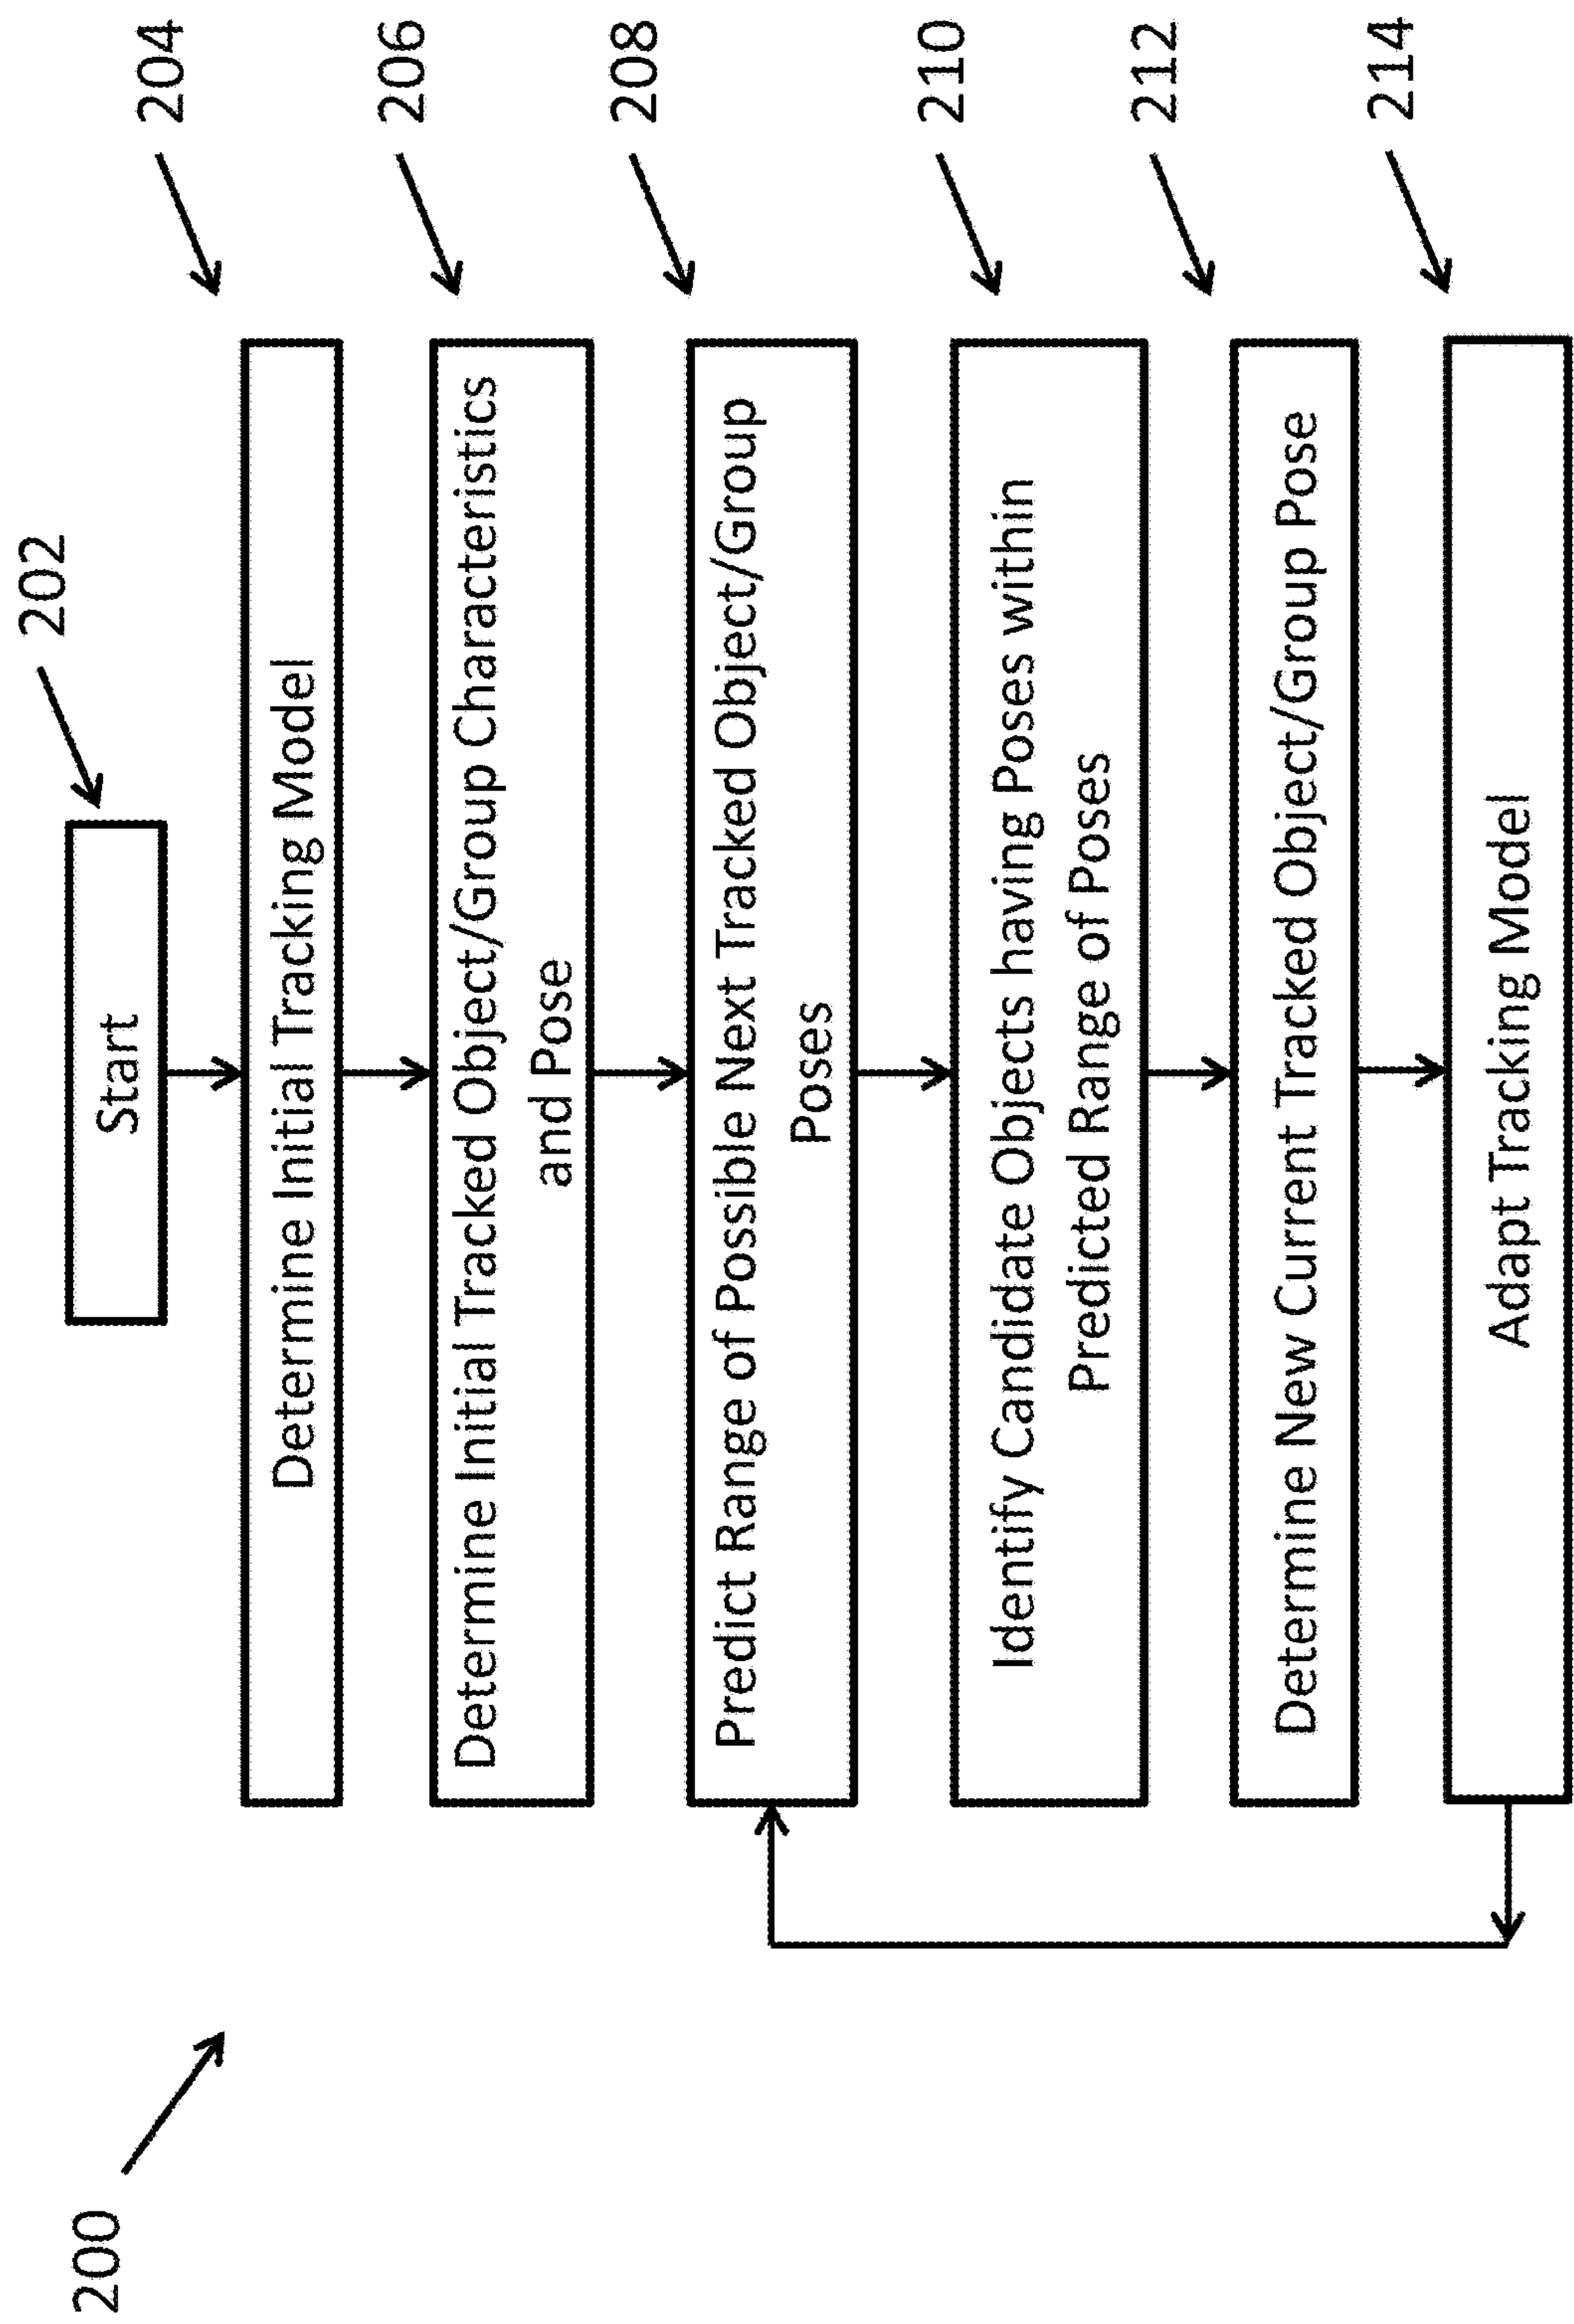 200
202
Start
204
Determine Initial Tracking Model
206
Determine Initial Tracked Object/Group Characteristics
and Pose
208
Predict Range of Possible Next Tracked Object/Group
Poses
210
Identify Candidate Objects having Poses within
Predicted Range of Poses
212
Determine New Current Tracked Object/Group Pose
214
Adapt Tracking Model